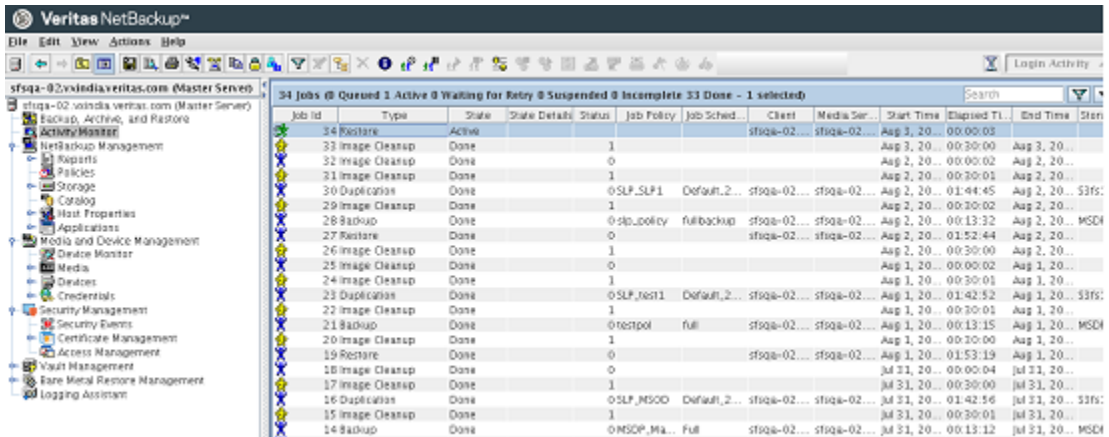 Veritas NetBackup™
File Edit View Actions Help
Login Activity
sfsqa-02.vxindia.veritas.com (Master Server)
sfsqa-02.vxindia.veritas.com (Master Server)
Backup, Archive, and Restore
Activity Monitor
NetBackup Management
Reports
Policies
Storage
Catalog
Host Properties
Applications
Media and Device Management
Device Monitor
Media
Devices
Credentials
Security Management
Security Events
Certificate Management
Access Management
Vault Management
Bare Metal Restore Management
Logging Assistant
34 Jobs (0 Queued 1 Active 0 Waiting for Retry 0 Suspended 0 Incomplete 33 Done - 1 selected)
Search
Job Id Type State State Details Status Job Policy Job Sched... Client Media Ser... Start Time Elapsed Ti... End Time
34 Restore Active sfsqa-02... sfsqa-02... Aug 3, 20... 00:00:03
33 Image Cleanup Done 1 Aug 3, 20... 00:30:00 Aug 3, 20...
32 Image Cleanup Done 0 Aug 2, 20... 00:00:02 Aug 2, 20...
31 Image Cleanup Done 1 Aug 2, 20... 00:30:01 Aug 2, 20...
30 Duplication Done 0 SLP_SLP1 Default_2... sfsqa-02... sfsqa-02... Aug 2, 20... 01:44:45 Aug 2, 20... S3fs:
29 Image Cleanup Done 1 Aug 2, 20... 00:30:02 Aug 2, 20...
28 Backup Done 0 slp_policy fullbackup sfsqa-02... sfsqa-02... Aug 2, 20... 00:13:32 Aug 2, 20... MSDP
27 Restore Done 0 sfsqa-02... sfsqa-02... Aug 2, 20... 01:52:44 Aug 2, 20...
26 Image Cleanup Done 1 Aug 2, 20... 00:30:00 Aug 2, 20...
25 Image Cleanup Done 0 Aug 1, 20... 00:00:02 Aug 1, 20...
24 Image Cleanup Done 1 Aug 1, 20... 00:30:01 Aug 1, 20...
23 Duplication Done 0 SLP_test1 Default_2... sfsqa-02... sfsqa-02... Aug 1, 20... 01:42:52 Aug 1, 20... S3fs:
22 Image Cleanup Done 1 Aug 1, 20... 00:30:01 Aug 1, 20...
21 Backup Done 0 testpol full sfsqa-02... sfsqa-02... Aug 1, 20... 00:13:15 Aug 1, 20... MSDP
20 Image Cleanup Done 1 Aug 1, 20... 00:30:00 Aug 1, 20...
19 Restore Done 0 sfsqa-02... sfsqa-02... Aug 1, 20... 01:53:19 Aug 1, 20...
18 Image Cleanup Done 0 Jul 31, 20... 00:00:04 Jul 31, 20...
17 Image Cleanup Done 1 Jul 31, 20... 00:30:00 Jul 31, 20...
16 Duplication Done 0 Default_2... sfsqa-02... sfsqa-02... Jul 31, 20... 01:42:56 Jul 31, 20... S3fs:
15 Image Cleanup Done 1 Jul 31, 20... 00:30:01 Jul 31, 20...
14 Backup Done 0 MSDP_Ma... Full sfsqa-02... sfsqa-02... Jul 31, 20... 00:13:12 Jul 31, 20... MSDP